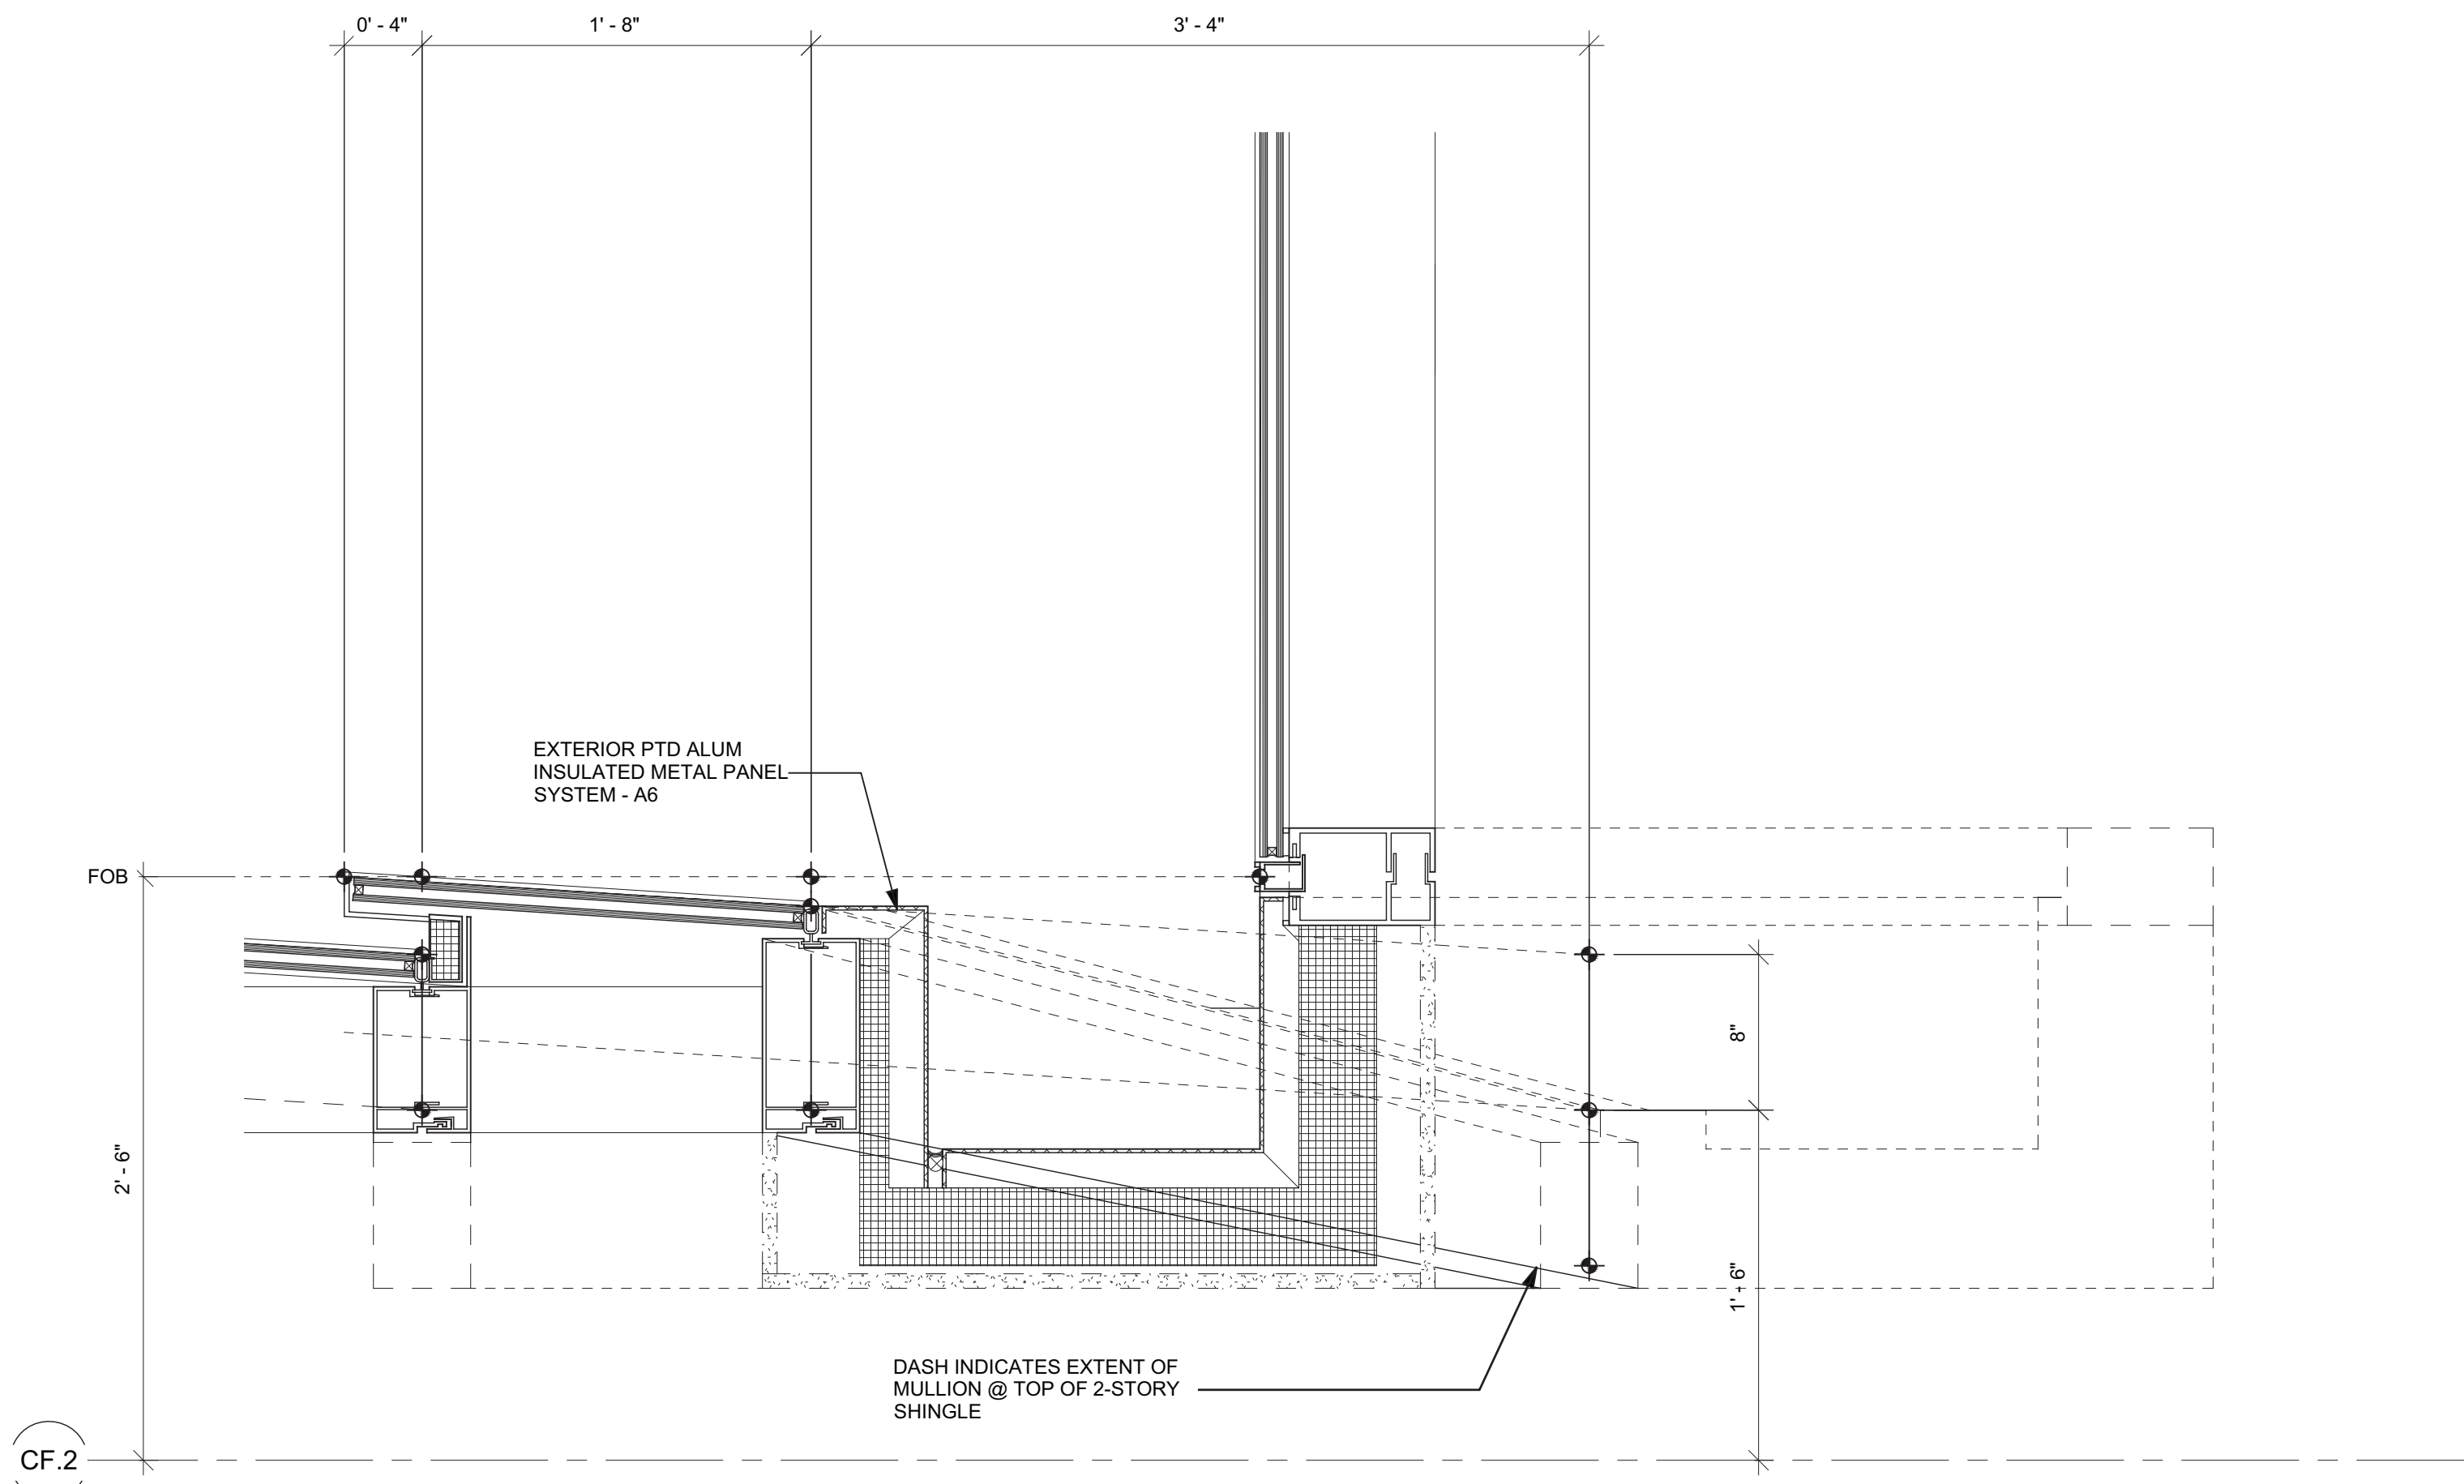 0' - 4"
1' - 8"
3' - 4"
EXTERIOR PTD ALUM
INSULATED METAL PANEL
SYSTEM - A6
FOB
8"
2' - 6"
1' - 6"
DASH INDICATES EXTENT OF
MULLION @ TOP OF 2-STORY
SHINGLE
CF.2